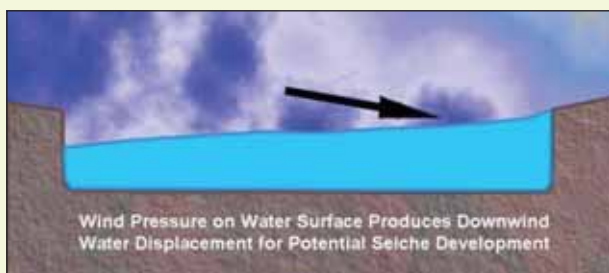 Wind Pressure on Water Surface Produces Downwind
Water Displacement for Potential Seiche Development